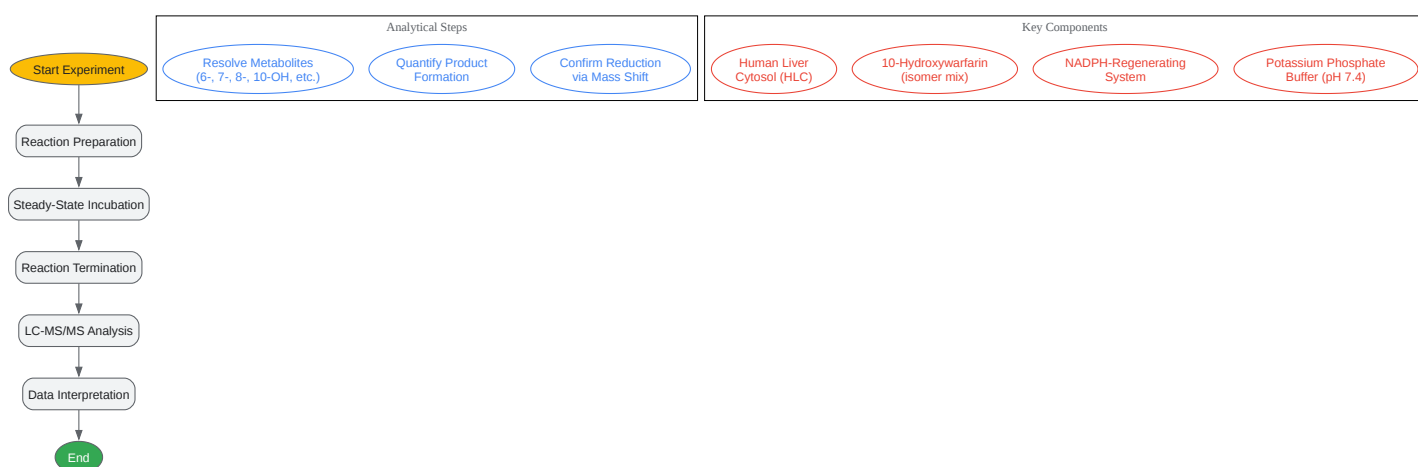 Start Experiment
Reaction Preparation
Steady-State Incubation
Reaction Termination
LC-MS/MS Analysis
Data Interpretation
End
Analytical Steps
Resolve Metabolites
(6-, 7-, 8-, 10-OH, etc.)
Quantify Product
Formation
Confirm Reduction
via Mass Shift
Key Components
Human Liver
Cytosol (HLC)
10-Hydroxywarfarin
(isomer mix)
NADPH-Regenerating
System
Potassium Phosphate
Buffer (pH 7.4)